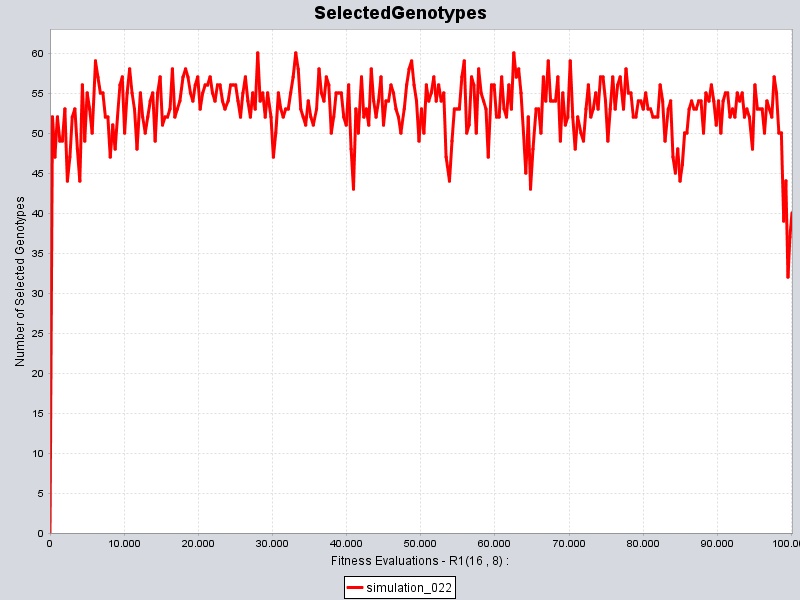 SelectedGenotypes
Number of Selected Genotypes
60
55
50
45
40
35
30
25
20
15
10
5
0
0 10.000 20.000 30.000 40.000 50.000 60.000 70.000 80.000 90.000 100.00
Fitness Evaluations - R1(16 , 8) :
simulation_022